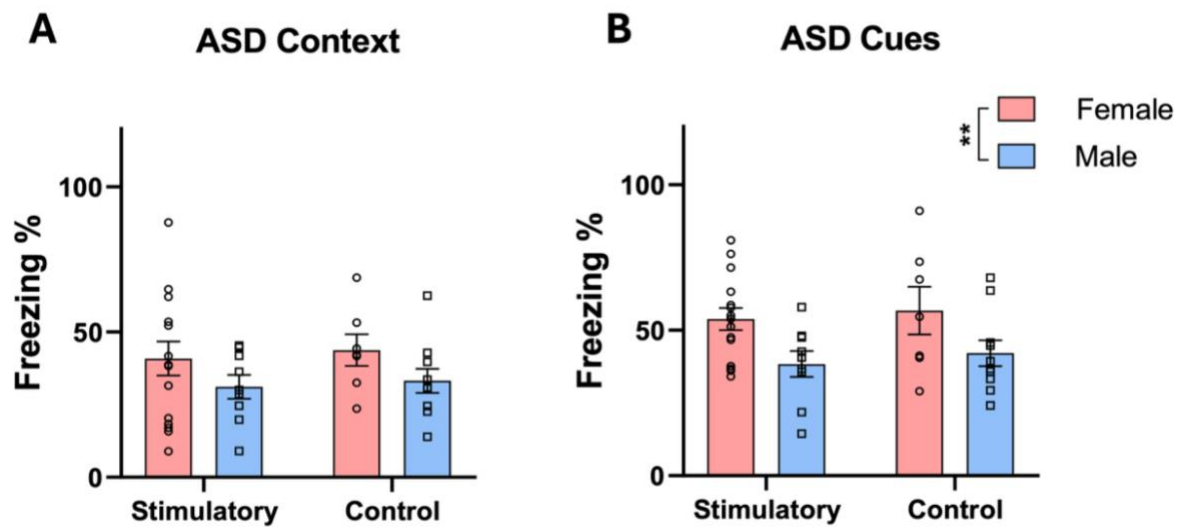 A
ASD Context
Freezing %
100
50
0
Stimulatory Control
B
ASD Cues
Freezing %
100
50
0
Stimulatory Control
**
Female
Male